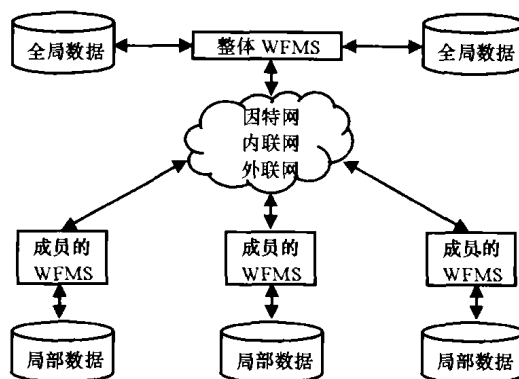 全局数据
整体 WFMS
全局数据
因特网
内联网
外联网
成员的
WFMS
成员的
WFMS
成员的
WFMS
局部数据
局部数据
局部数据